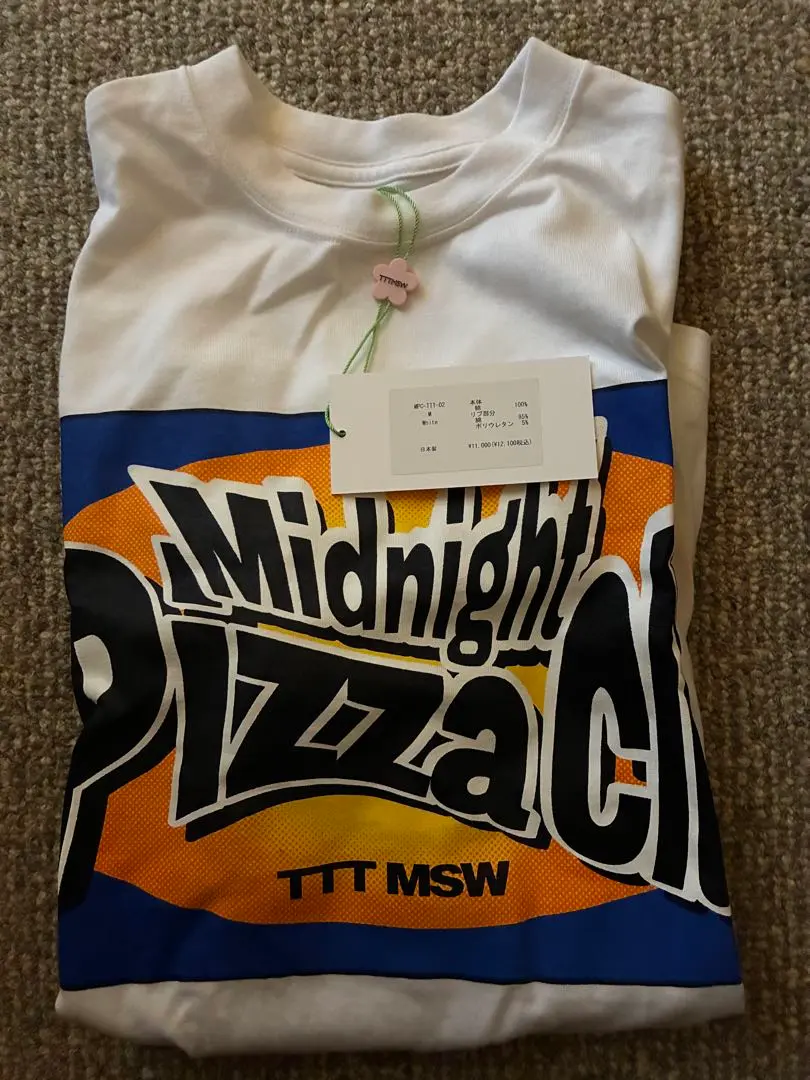 TTTMSW
MPC-TTT-02
M
White
日本製
本体
綿 100%
リブ部分
綿 95%
ポリウレタン 5%
¥11,000(¥12,100税込)
Midnight
Pizza Cl
TTT MSW